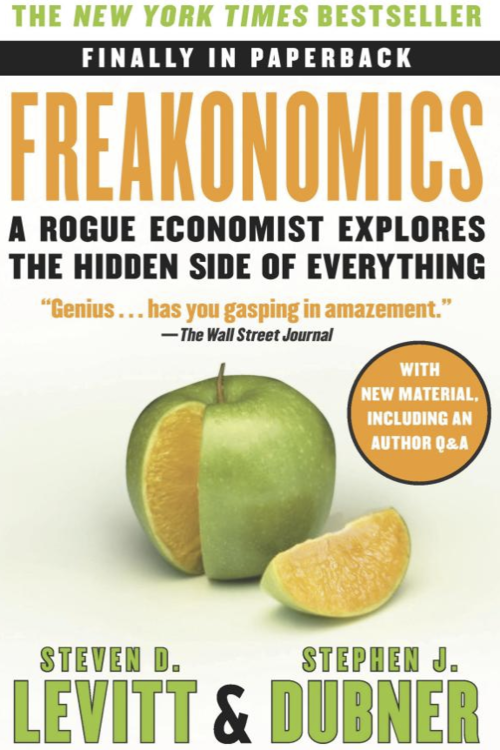 THE NEW YORK TIMES BESTSELLER
FINALLY IN PAPERBACK
FREAKONOMICS
A ROGUE ECONOMIST EXPLORES
THE HIDDEN SIDE OF EVERYTHING
“Genius . . . has you gasping in amazement.”
—The Wall Street Journal
WITH
NEW MATERIAL,
INCLUDING AN
AUTHOR Q&A
STEVEN D.
LEVITT
&
STEPHEN J.
DUBNER